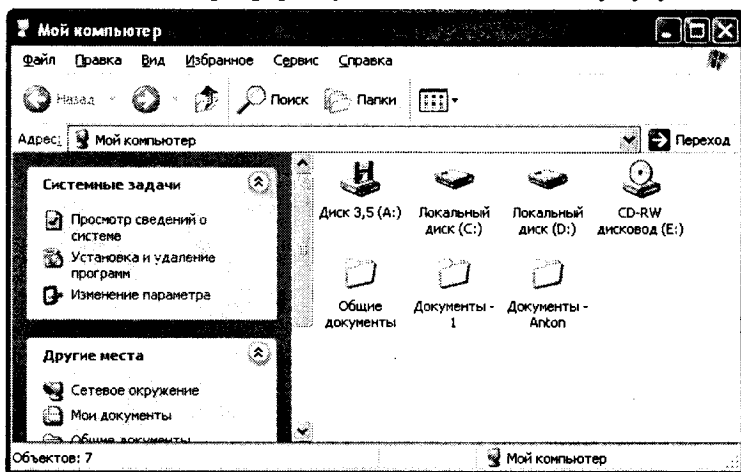 Мой компьютер
Файл Правка Вид Избранное Сервис Справка
Назад Поиск Папки
Адрес: Мой компьютер Переход
Системные задачи
Просмотр сведений о
системе
Установка и удаление
программ
Изменение параметра
Другие места
Сетевое окружение
Мои документы
Общие документы
Диск 3,5 (A:)
Локальный
диск (C:)
Локальный
диск (D:)
CD-RW
дисковод (E:)
Общие
документы
Документы -
1
Документы -
Anton
Объектов: 7 Мой компьютер